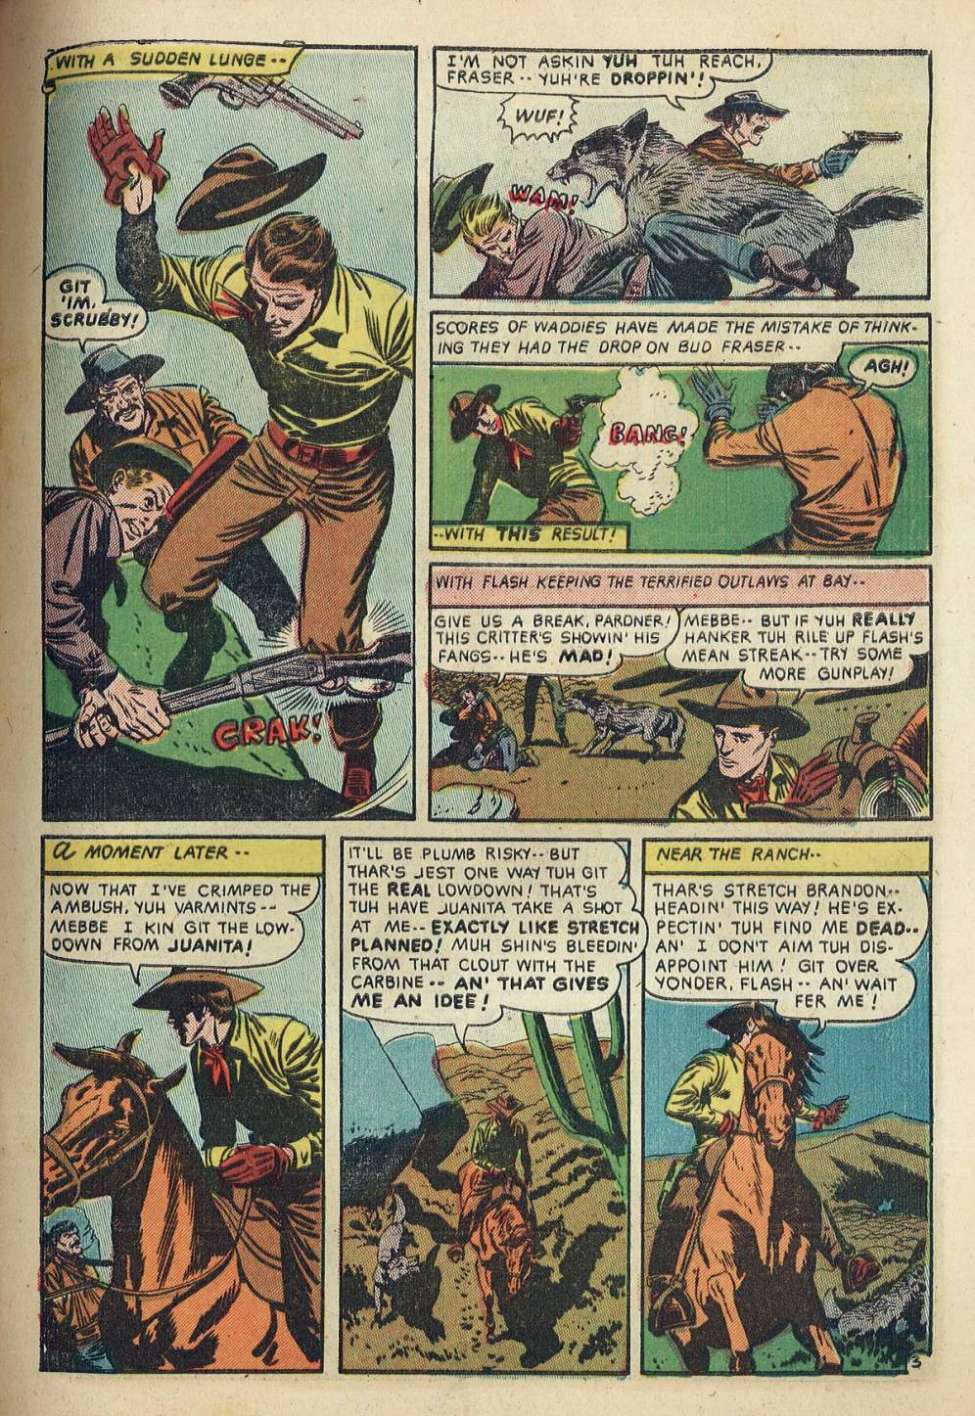 WITH A SUDDEN LUNGE--
GIT
'IM,
SCRUBBY!
CRAK!
I'M NOT ASKIN YUH TUH REACH,
FRASER-- YUH'RE DROPPIN'!
WUF!
WAM!
SCORES OF WADDIES HAVE MADE THE MISTAKE OF THINK-
ING THEY HAD THE DROP ON BUD FRASER--
AGH!
BANG!
--WITH THIS RESULT!
WITH FLASH KEEPING THE TERRIFIED OUTLAWS AT BAY--
GIVE US A BREAK, PARDNER!
THIS CRITTER'S SHOWIN' HIS
FANGS-- HE'S MAD!
MEBBE-- BUT IF YUH REALLY
HANKER TUH RILE UP FLASH'S
MEAN STREAK-- TRY SOME
MORE GUNPLAY!
A MOMENT LATER--
NOW THAT I'VE CRIMPED THE
AMBUSH, YUH VARMINTS--
MEBBE I KIN GIT THE LOW-
DOWN FROM JUANITA!
IT'LL BE PLUMB RISKY-- BUT
THAR'S JEST ONE WAY TUH GIT
THE REAL LOWDOWN! THAT'S
TUH HAVE JUANITA TAKE A SHOT
AT ME-- EXACTLY LIKE STRETCH
PLANNED! MUH SHIN'S BLEEDIN'
FROM THAT CLOUT WITH THE
CARBINE-- AN' THAT GIVES
ME AN IDEE!
NEAR THE RANCH--
THAR'S STRETCH BRANDON--
HEADIN' THIS WAY! HE'S EX-
PECTIN' TUH FIND ME DEAD--
AN' I DON'T AIM TUH DIS-
APPOINT HIM! GIT OVER
YONDER, FLASH-- AN' WAIT
FER ME!
3